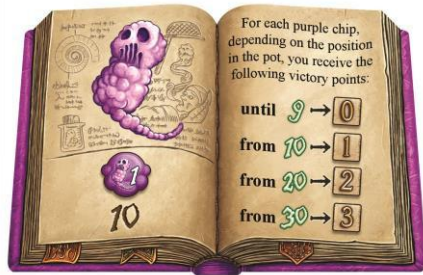 1
10
For each purple chip,
depending on the position
in the pot, you receive the
following victory points:
until 9 → 0
from 10 → 1
from 20 → 2
from 30 → 3